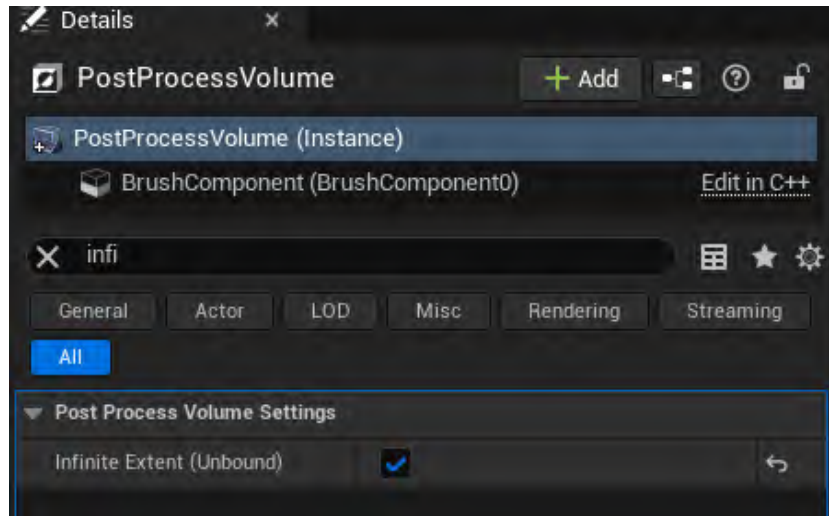 Details
PostProcessVolume
Add
PostProcessVolume (Instance)
BrushComponent (BrushComponent0) Edit in C++
infi
General Actor LOD Misc Rendering Streaming
All
Post Process Volume Settings
Infinite Extent (Unbound)